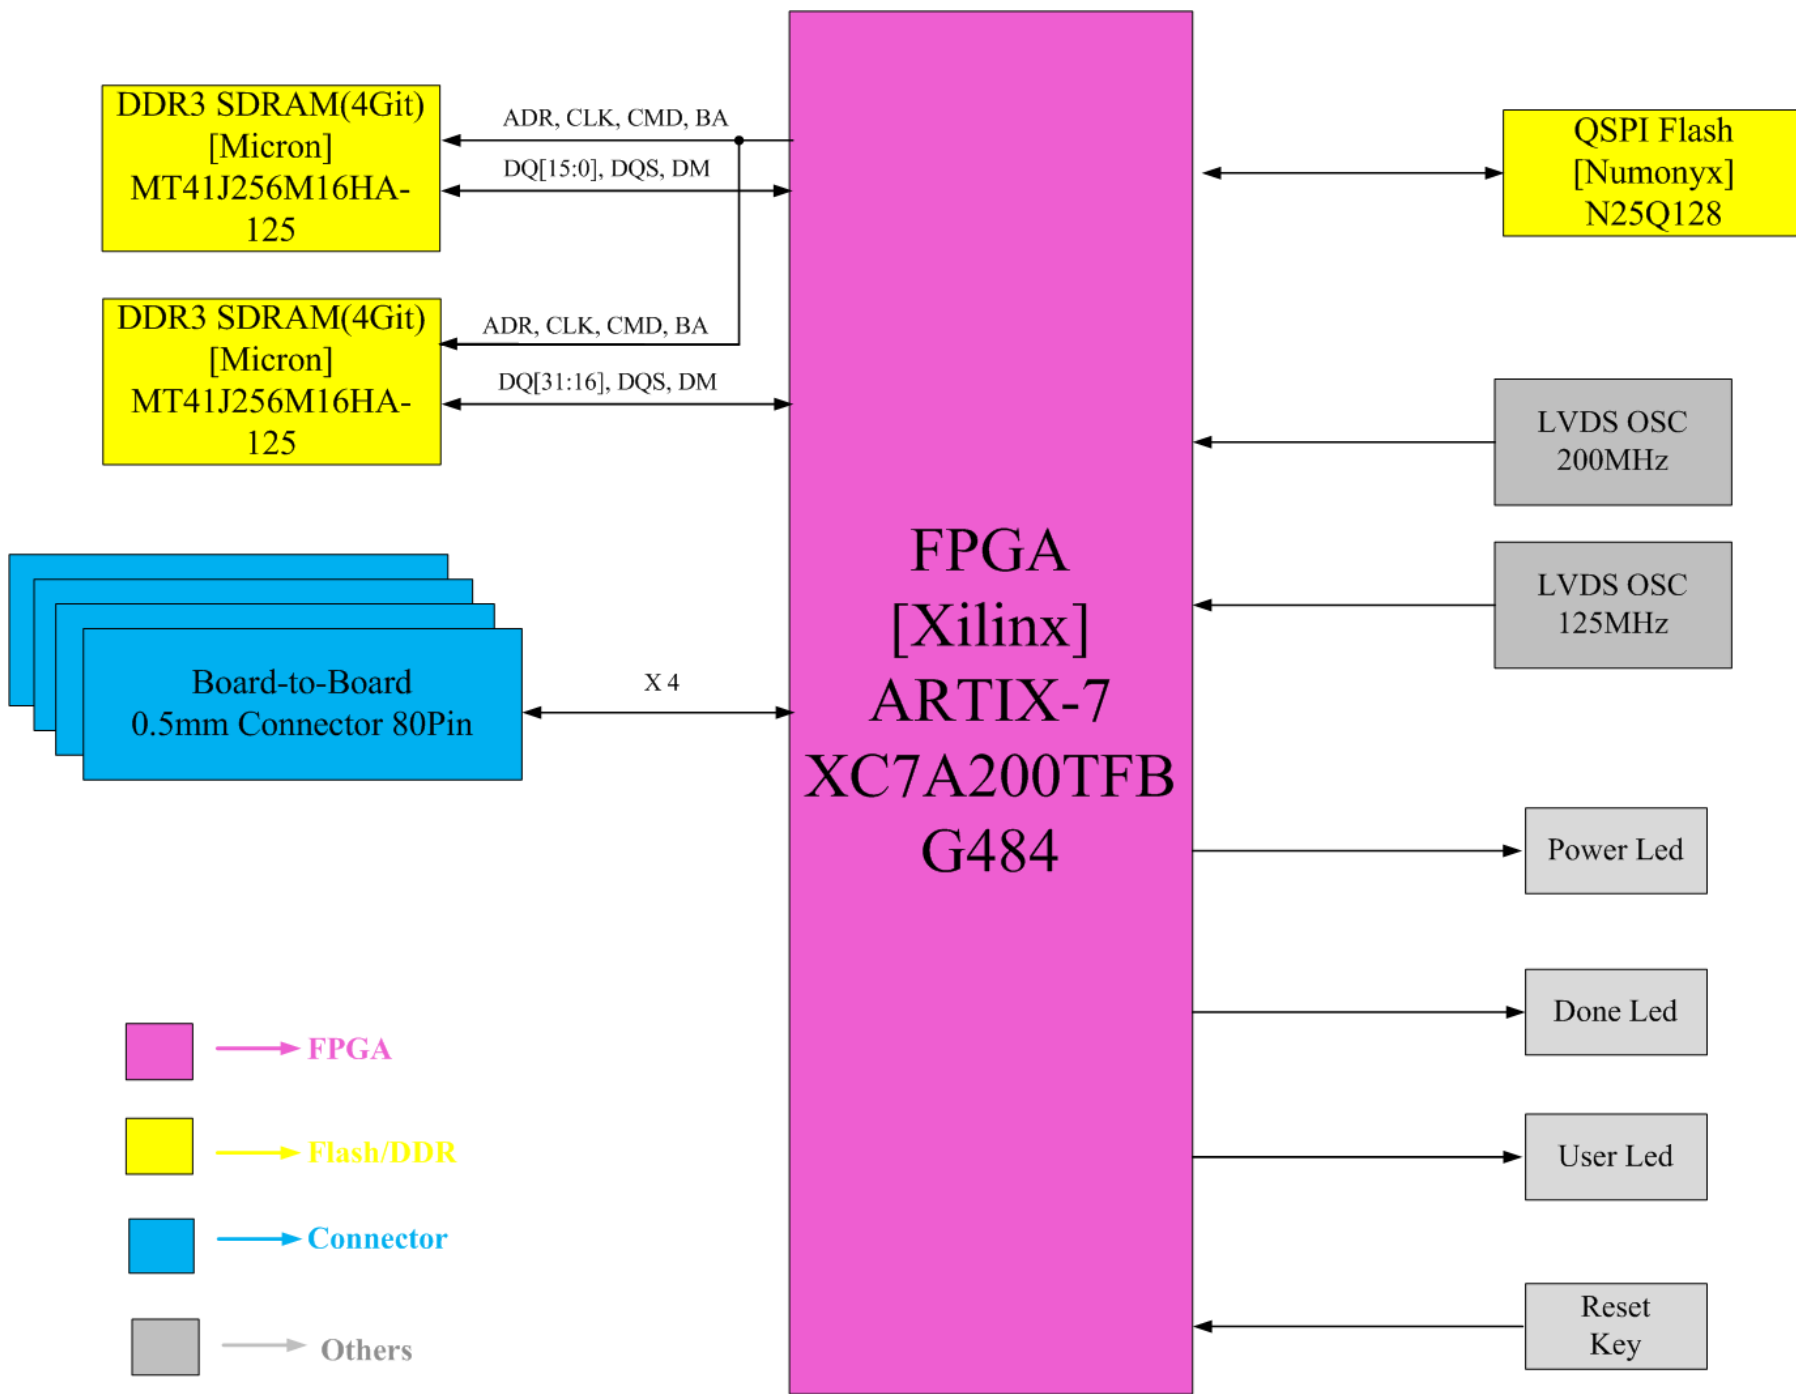 DDR3 SDRAM(4Git)
[Micron]
MT41J256M16HA-
125
ADR, CLK, CMD, BA
DQ[15:0], DQS, DM
DDR3 SDRAM(4Git)
[Micron]
MT41J256M16HA-
125
ADR, CLK, CMD, BA
DQ[31:16], DQS, DM
Board-to-Board
0.5mm Connector 80Pin
X 4
FPGA
[Xilinx]
ARTIX-7
XC7A200TFB
G484
QSPI Flash
[Numonyx]
N25Q128
LVDS OSC
200MHz
LVDS OSC
125MHz
Power Led
Done Led
User Led
Reset
Key
FPGA
Flash/DDR
Connector
Others